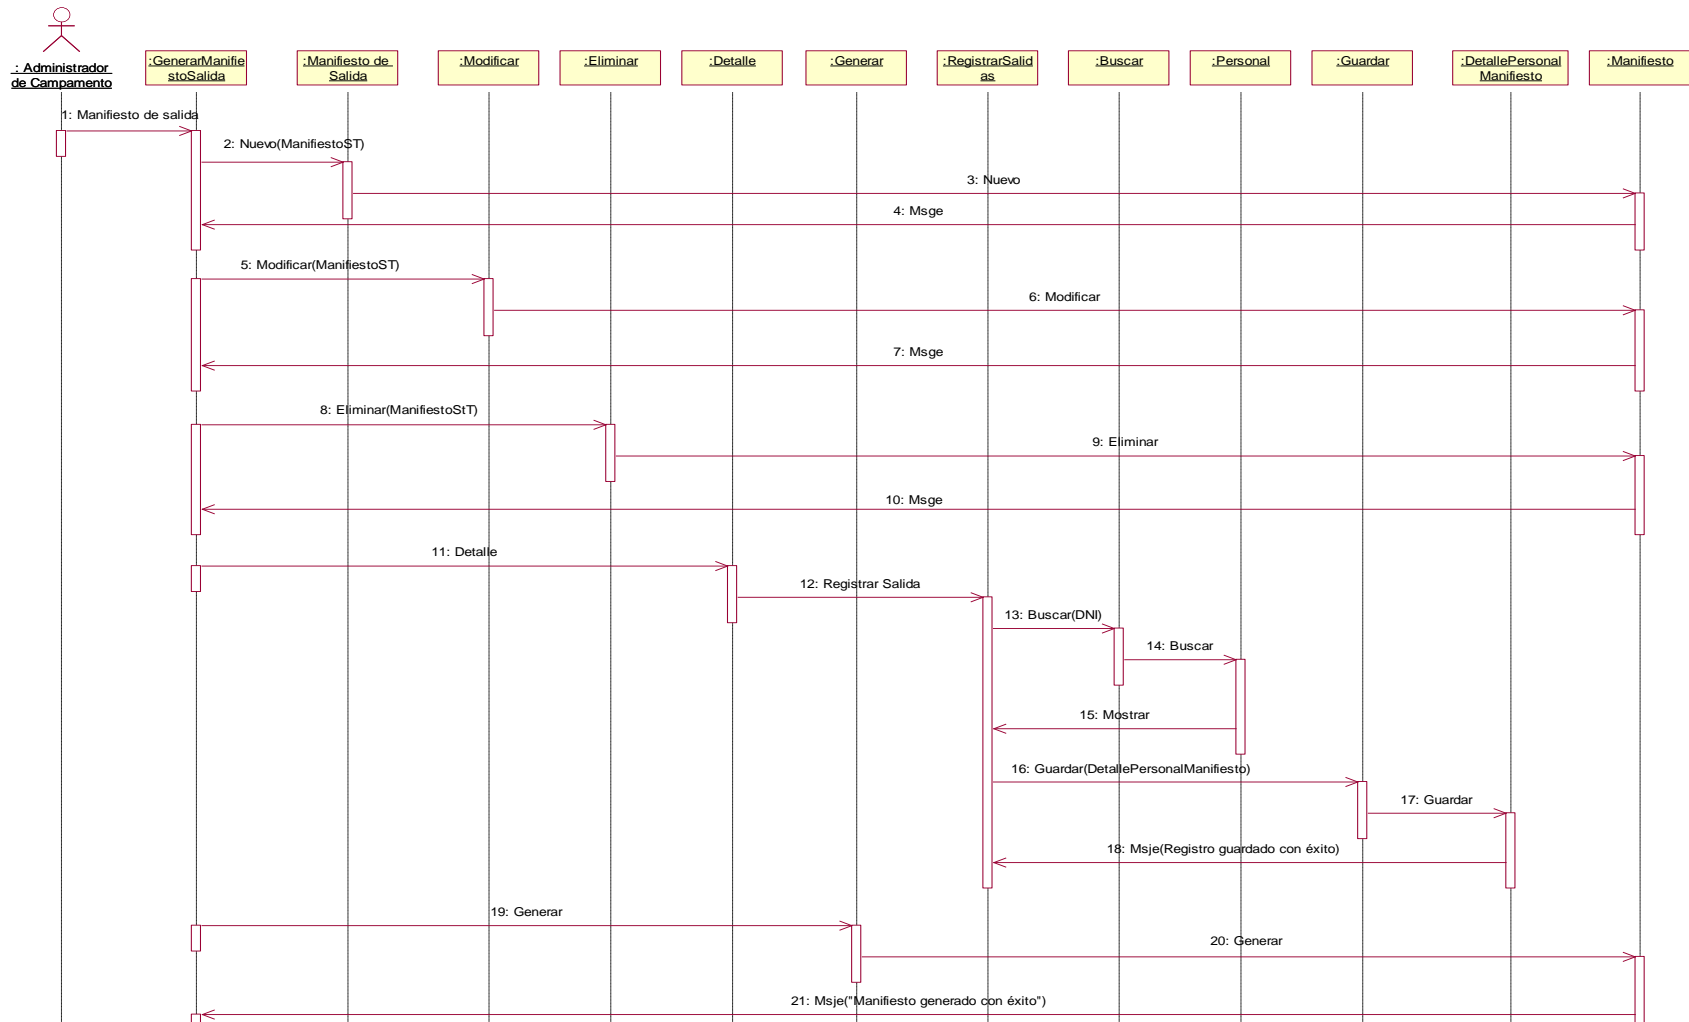 : Administrador
de Campamento
:GenerarManifie
stoSalida
:Manifiesto de
Salida
:Modificar
:Eliminar
:Detalle
:Generar
:RegistrarSalid
as
:Buscar
:Personal
:Guardar
:DetallePersonal
Manifiesto
:Manifiesto
1: Manifiesto de salida
2: Nuevo(ManifiestoST)
3: Nuevo
4: Msge
5: Modificar(ManifiestoST)
6: Modificar
7: Msge
8: Eliminar(ManifiestoStT)
9: Eliminar
10: Msge
11: Detalle
12: Registrar Salida
13: Buscar(DNI)
14: Buscar
15: Mostrar
16: Guardar(DetallePersonalManifiesto)
17: Guardar
18: Msje(Registro guardado con éxito)
19: Generar
20: Generar
21: Msje("Manifiesto generado con éxito")